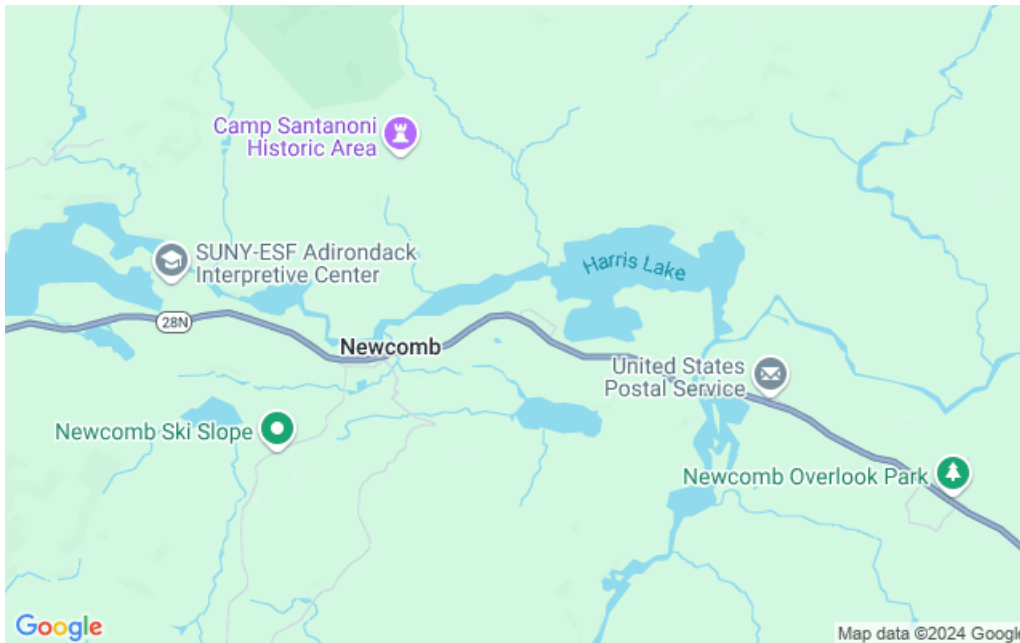 Camp Santanoni
Historic Area
SUNY-ESF Adirondack
Interpretive Center
Harris Lake
28N
Newcomb
United States
Postal Service
Newcomb Ski Slope
Newcomb Overlook Park
Google
Map data ©2024 Google